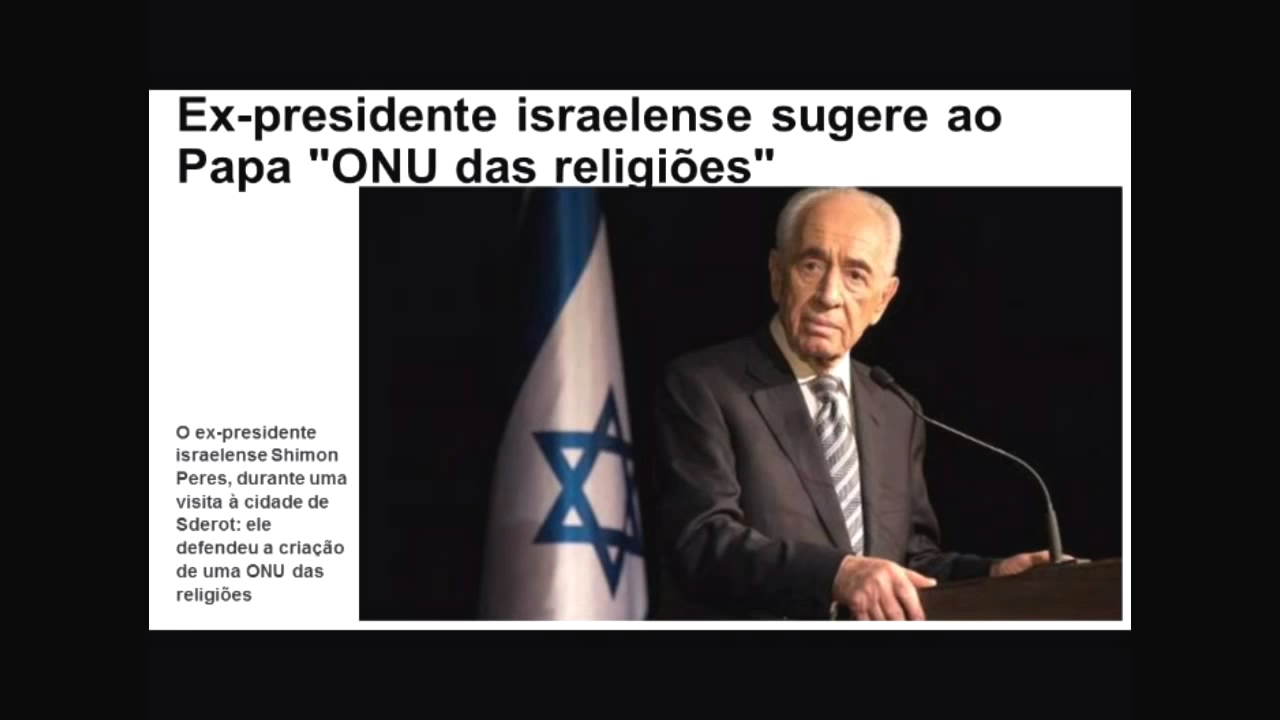 Ex-presidente israelense sugere ao
Papa "ONU das religiões"
O ex-presidente
israelense Shimon
Peres, durante uma
visita à cidade de
Sderot: ele
defendeu a criação
de uma ONU das
religiões